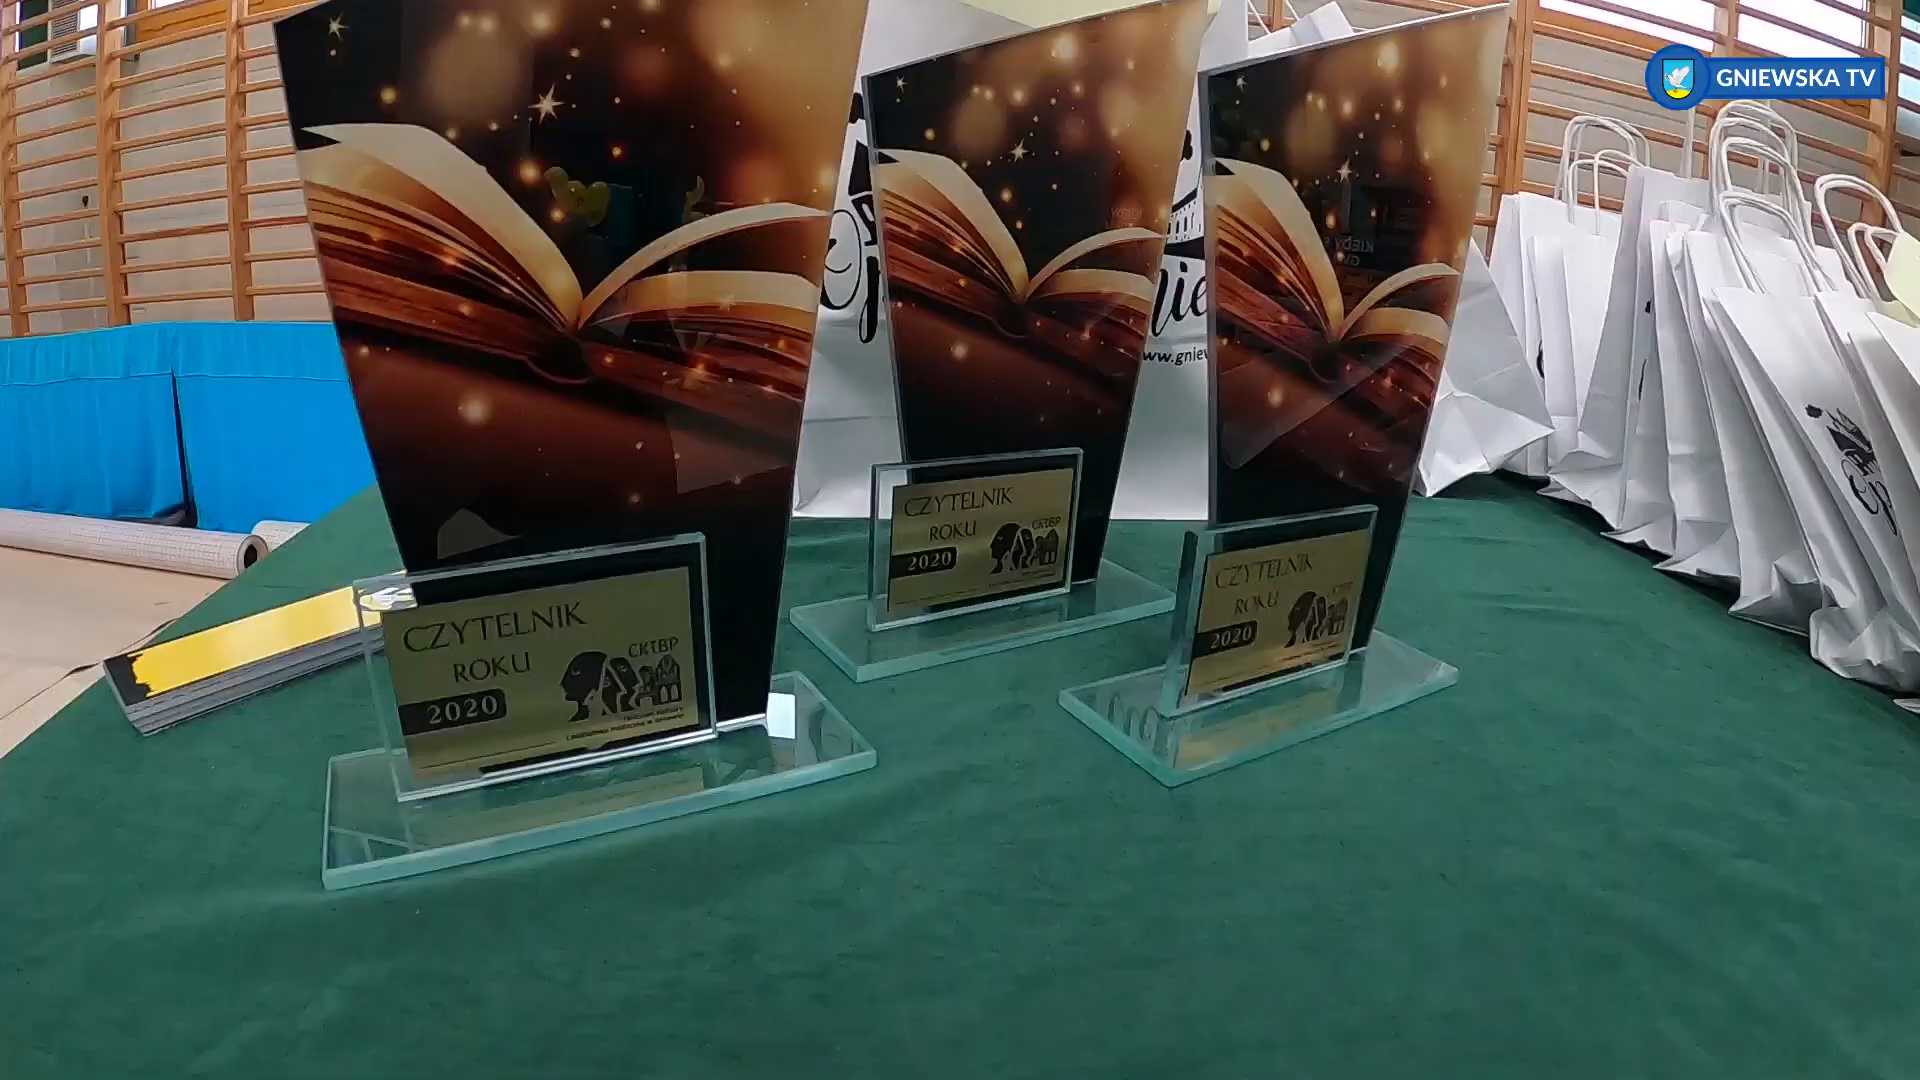 GNIEWSKA TV
www.gniew
CZYTELNIK
ROKU
2020
CKiBP
CZYTELNIK
ROKU
2020
CKiBP
CZYTELNIK
ROKU
2020
CKiBP